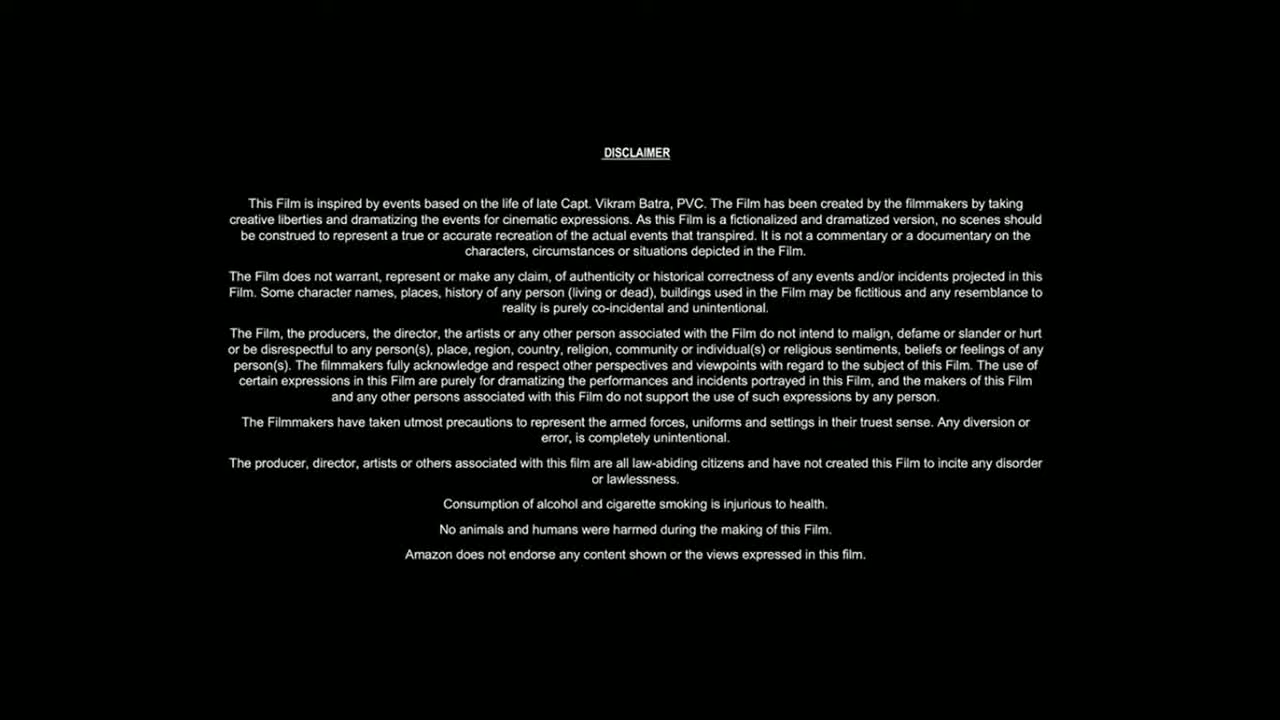 DISCLAIMER
This Film is inspired by events based on the life of late Capt. Vikram Batra, PVC. The Film has been created by the filmmakers by taking
creative liberties and dramatizing the events for cinematic expressions. As this Film is a fictionalized and dramatized version, no scenes should
be construed to represent a true or accurate recreation of the actual events that transpired. It is not a commentary or a documentary on the
characters, circumstances or situations depicted in the Film.
The Film does not warrant, represent or make any claim, of authenticity or historical correctness of any events and/or incidents projected in this
Film. Some character names, places, history of any person (living or dead), buildings used in the Film may be fictitious and any resemblance to
reality is purely co-incidental and unintentional.
The Film, the producers, the director, the artists or any other person associated with the Film do not intend to malign, defame or slander or hurt
or be disrespectful to any person(s), place, region, country, religion, community or individual(s) or religious sentiments, beliefs or feelings of any
person(s). The filmmakers fully acknowledge and respect other perspectives and viewpoints with regard to the subject of this Film. The use of
certain expressions in this Film are purely for dramatizing the performances and incidents portrayed in this Film, and the makers of this Film
and any other persons associated with this Film do not support the use of such expressions by any person.
The Filmmakers have taken utmost precautions to represent the armed forces, uniforms and settings in their truest sense. Any diversion or
error, is completely unintentional.
The producer, director, artists or others associated with this film are all law-abiding citizens and have not created this Film to incite any disorder
or lawlessness.
Consumption of alcohol and cigarette smoking is injurious to health.
No animals and humans were harmed during the making of this Film.
Amazon does not endorse any content shown or the views expressed in this film.